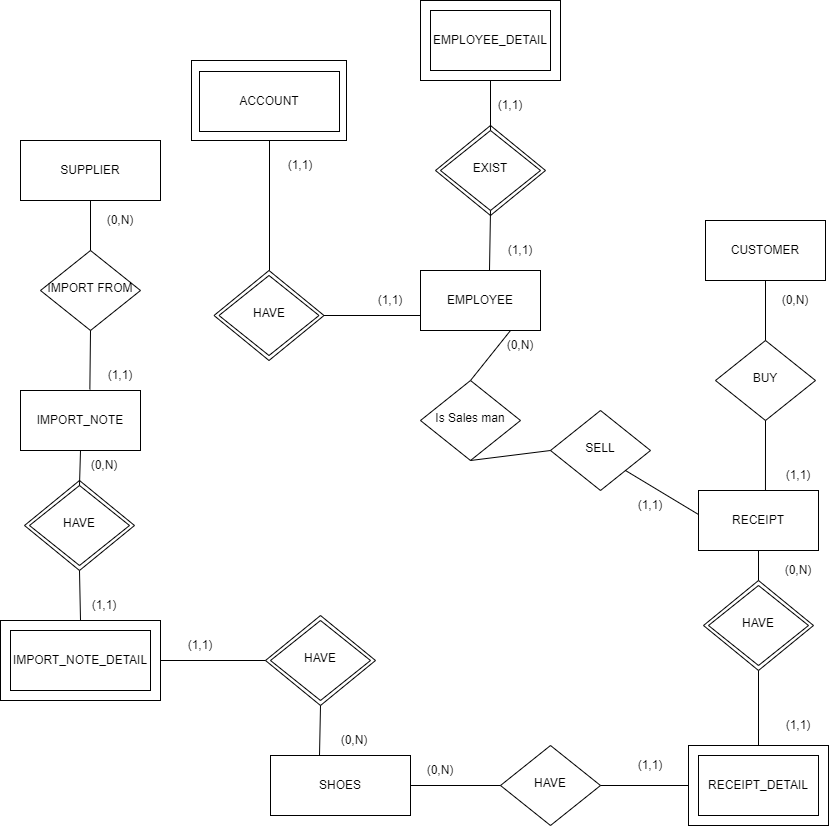 EMPLOYEE_DETAIL
ACCOUNT
(1,1)
(1,1)
SUPPLIER
EXIST
(0,N)
(1,1)
CUSTOMER
IMPORT FROM
(1,1)
EMPLOYEE
(0,N)
HAVE
(0,N)
(1,1)
BUY
IMPORT_NOTE
Is Sales man
SELL
(0,N)
(1,1)
(1,1)
HAVE
RECEIPT
(0,N)
(1,1)
HAVE
(1,1)
HAVE
IMPORT_NOTE_DETAIL
(0,N)
(1,1)
(0,N)
(1,1)
SHOES
HAVE
RECEIPT_DETAIL